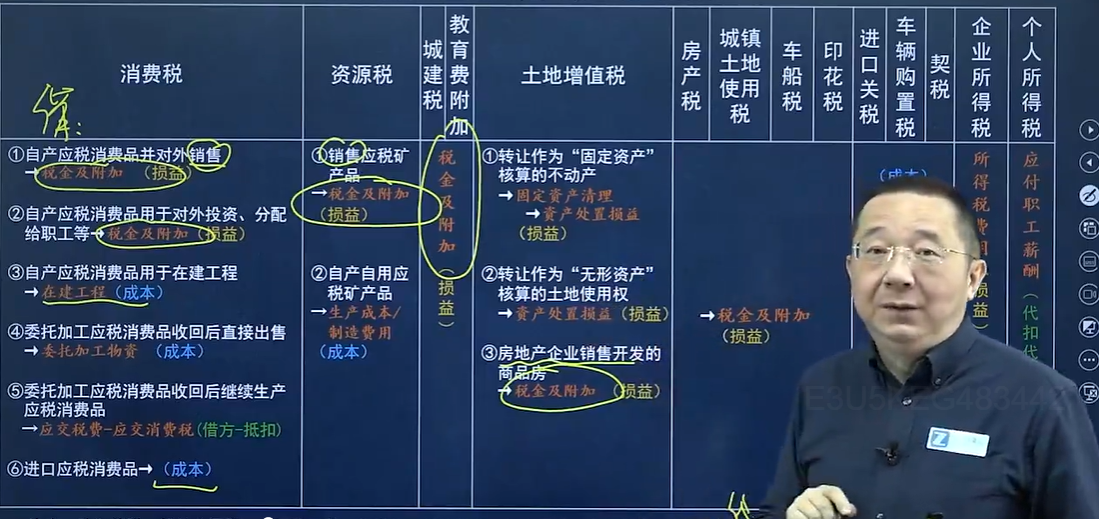 消费税
资源税
城建税
教育费附加
土地增值税
房产税
城镇土地使用税
车船税
印花税
进口关税
车辆购置税
契税
企业所得税
个人所得税
①自产应税消费品并对外销售
→税金及附加 (损益)
②自产应税消费品用于对外投资、分配
给职工等→税金及附加(损益)
③自产应税消费品用于在建工程
→在建工程(成本)
④委托加工应税消费品收回后直接出售
→委托加工物资 (成本)
⑤委托加工应税消费品收回后继续生产
应税消费品
→应交税费-应交消费税(借方-抵扣)
⑥进口应税消费品→(成本)
①销售应税矿
产品
→税金及附加
(损益)
②自产自用应
税矿产品
→生产成本/
制造费用
(成本)
税金及附加(损益)
①转让作为“固定资产”
核算的不动产
→固定资产清理
→资产处置损益
(损益)
②转让作为“无形资产”
核算的土地使用权
→资产处置损益(损益)
③房地产企业销售开发的
商品房
→税金及附加 (损益)
→税金及附加
(损益)
(成本)
所得税费用
损益)
应付职工薪酬(代扣代